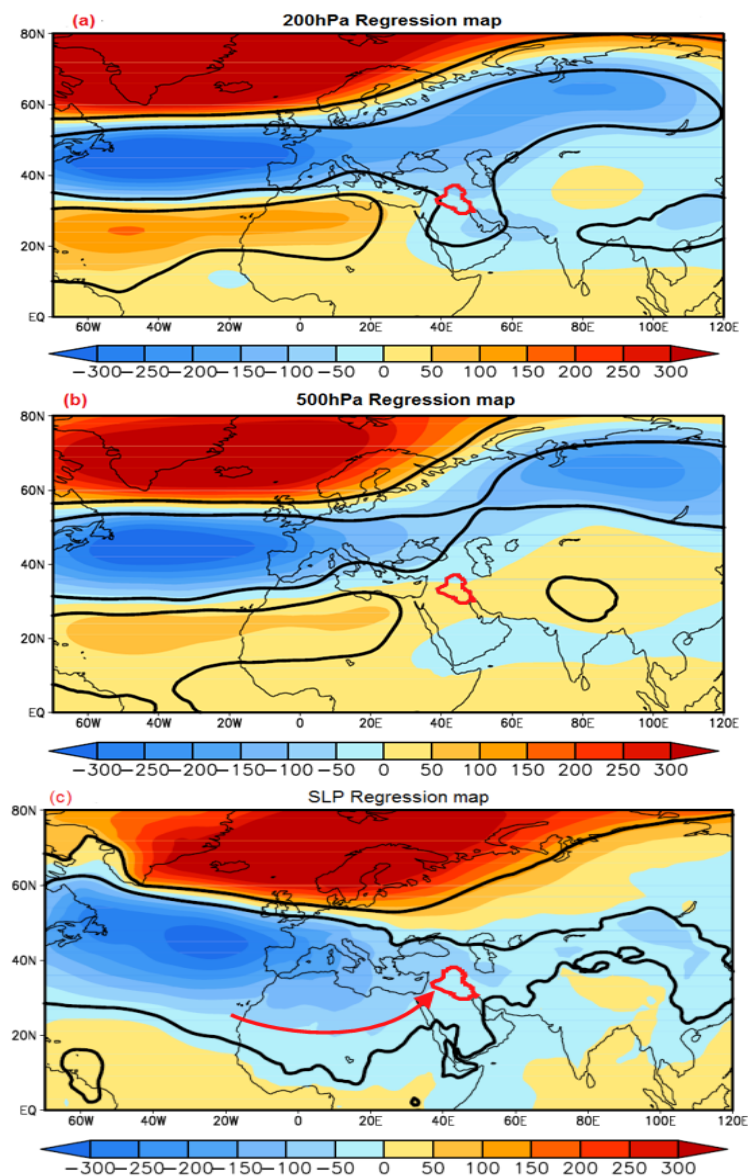 (a) 200hPa Regression map
80N
60N
40N
20N
EQ
60W 40W 20W 0 20E 40E 60E 80E 100E 120E
−300−250−200−150−100−50 0 50 100 150 200 250 300
(b) 500hPa Regression map
80N
60N
40N
20N
EQ
60W 40W 20W 0 20E 40E 60E 80E 100E 120E
−300−250−200−150−100−50 0 50 100 150 200 250 300
(c) SLP Regression map
80N
60N
40N
20N
EQ
60W 40W 20W 0 20E 40E 60E 80E 100E 120E
−300−250−200−150−100−50 0 50 100 150 200 250 300